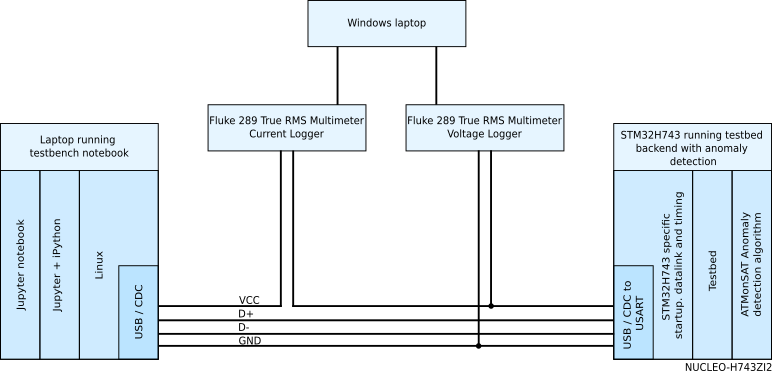 Windows laptop
Fluke 289 True RMS Multimeter
Current Logger
Fluke 289 True RMS Multimeter
Voltage Logger
Laptop running
testbench notebook
STM32H743 running testbed
backend with anomaly
detection
Jupyter notebook
Jupyter + iPython
Linux
USB / CDC
VCC
D+
D-
GND
USB / CDC to
USART
STM32H743 specific
startup. datalink and timing
Testbed
ATMonSAT Anomaly
detection algorithm
NUCLEO-H743ZI2